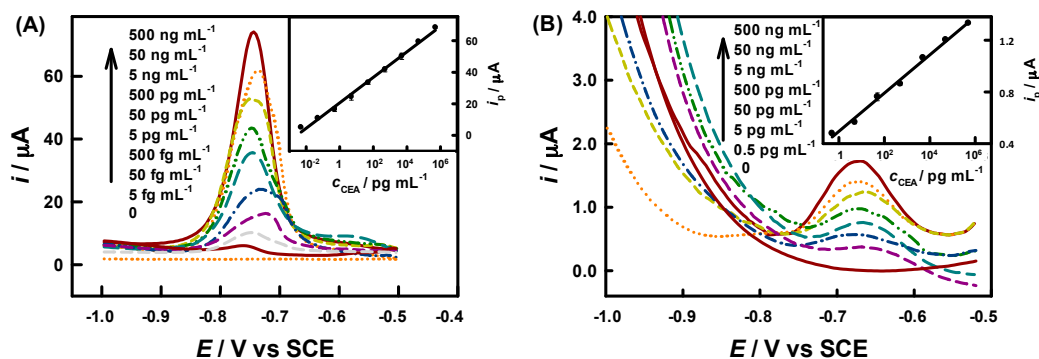 (A)
500 ng mL-1
50 ng mL-1
5 ng mL-1
500 pg mL-1
50 pg mL-1
5 pg mL-1
500 fg mL-1
50 fg mL-1
5 fg mL-1
0
i / μA
60
40
20
0
-1.0 -0.9 -0.8 -0.7 -0.6 -0.5 -0.4
E / V vs SCE
60
40
20
0
ip / μA
10-2 1 102 104 106
cCEA / pg mL-1
(B)
500 ng mL-1
50 ng mL-1
5 ng mL-1
500 pg mL-1
50 pg mL-1
5 pg mL-1
0.5 pg mL-1
0
i / μA
4.0
3.0
2.0
1.0
0.0
-1.0 -0.9 -0.8 -0.7 -0.6 -0.5
E / V vs SCE
1.2
0.8
0.4
ip / μA
1 102 104 106
cCEA / pg mL-1